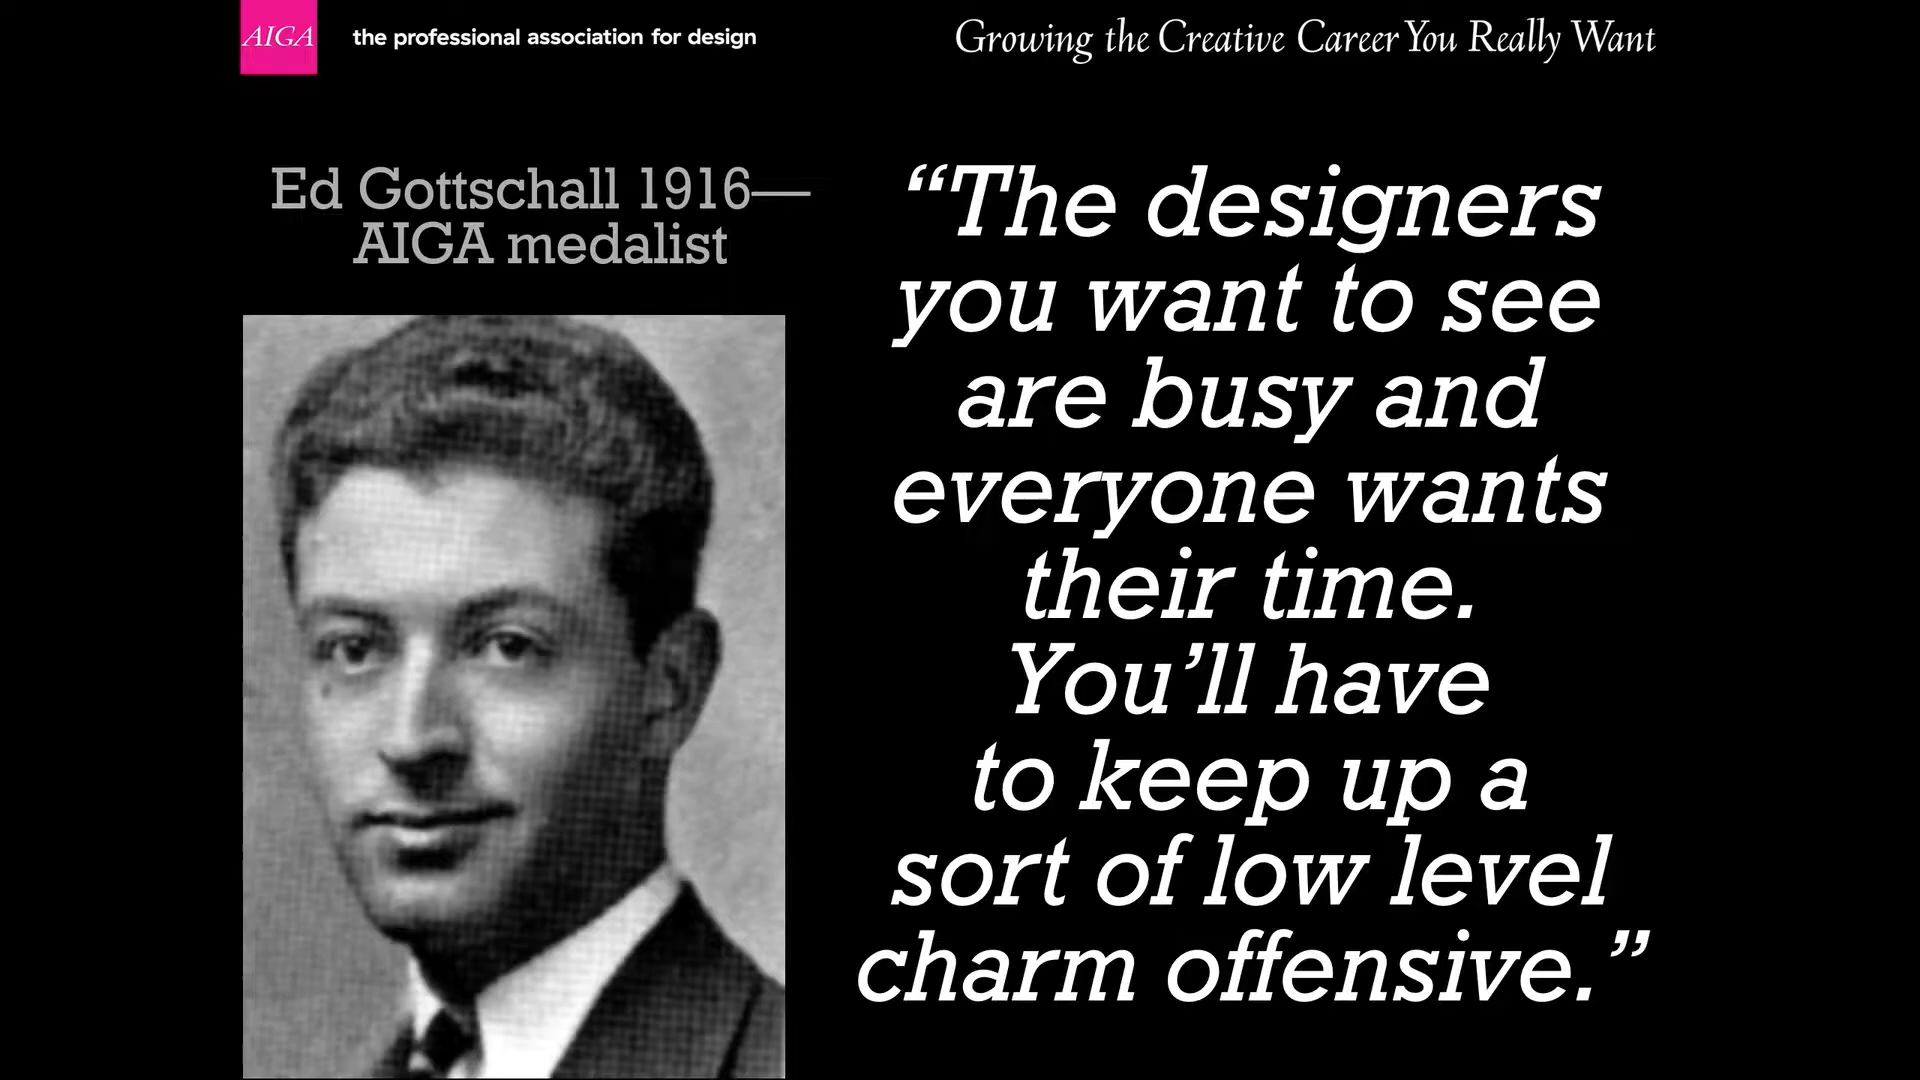 AIGA
the professional association for design
Growing the Creative Career You Really Want
Ed Gottschall 1916—
AIGA medalist
“The designers
you want to see
are busy and
everyone wants
their time.
You’ll have
to keep up a
sort of low level
charm offensive.”